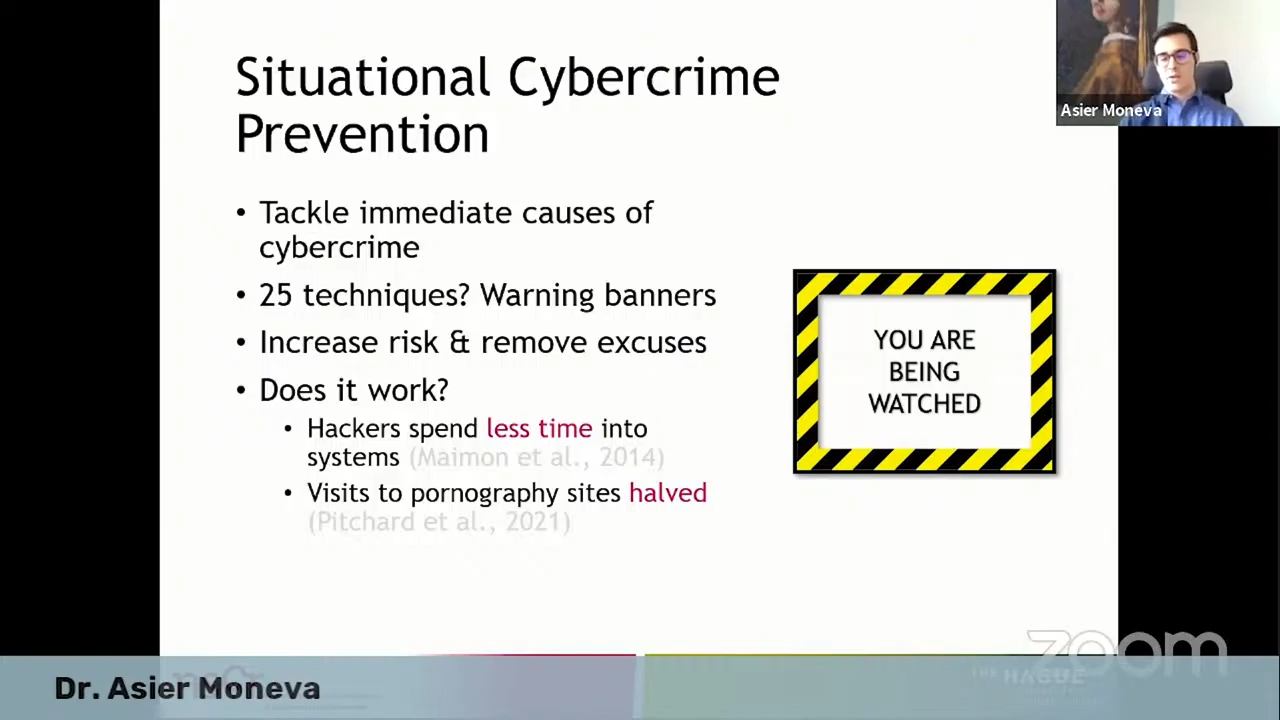 Situational Cybercrime
Prevention
• Tackle immediate causes of
cybercrime
• 25 techniques? Warning banners
• Increase risk & remove excuses
• Does it work?
• Hackers spend less time into
systems (Maimon et al., 2014)
• Visits to pornography sites halved
(Pitchard et al., 2021)
YOU ARE
BEING
WATCHED
Asier Moneva
zoom
THE HAGUE
Dr. Asier Moneva